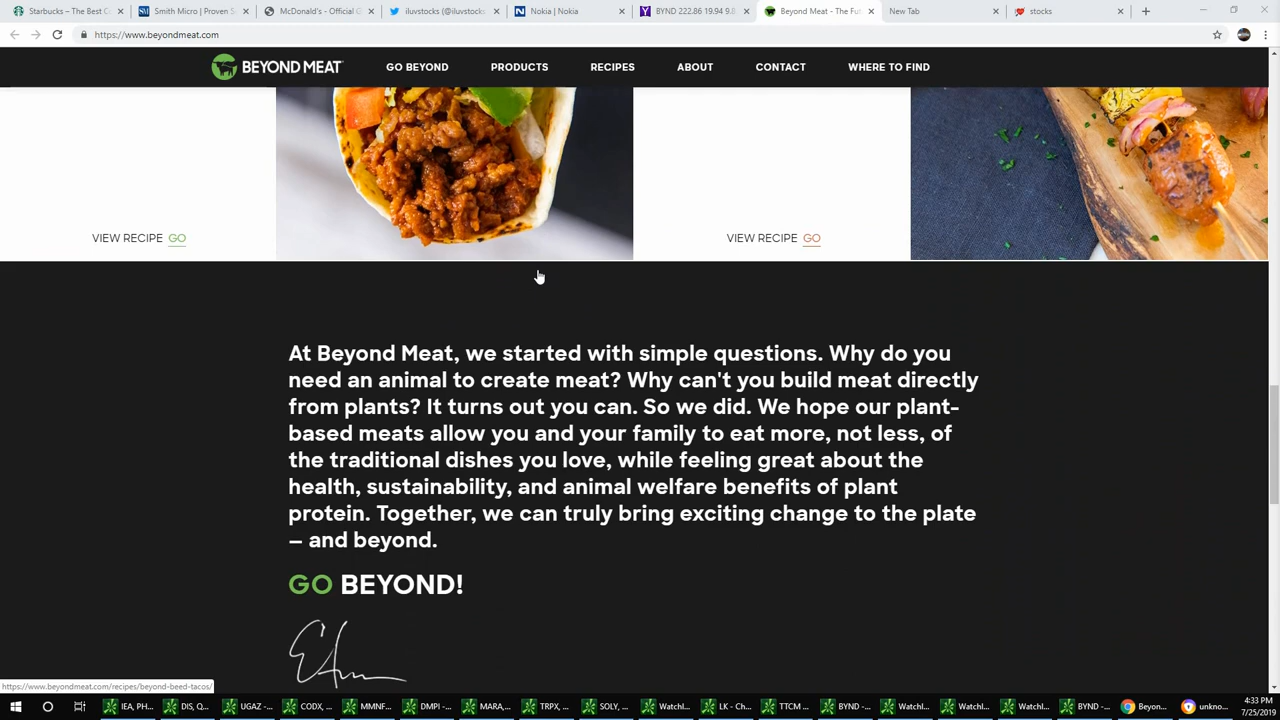 Starbucks – The Best C
Smith Micro | Proven S
McDonald's - Official G
iluvstocks (@iluvstock
Nokia | Nokia
BYND 222.86 19.94 9.8
Beyond Meat - The Fut
New Tab
stocks
https://www.beyondmeat.com
BEYOND MEAT
GO BEYOND
PRODUCTS
RECIPES
ABOUT
CONTACT
WHERE TO FIND
VIEW RECIPE GO
VIEW RECIPE GO
At Beyond Meat, we started with simple questions. Why do you
need an animal to create meat? Why can't you build meat directly
from plants? It turns out you can. So we did. We hope our plant-
based meats allow you and your family to eat more, not less, of
the traditional dishes you love, while feeling great about the
health, sustainability, and animal welfare benefits of plant
protein. Together, we can truly bring exciting change to the plate
— and beyond.
GO BEYOND!
https://www.beyondmeat.com/recipes/beyond-beed-tacos/
IEA, PH...
DIS, Q...
UGAZ -...
CODX, ...
MMNF...
DMPI -...
MARA,...
TRPX, ...
SOLY, ...
Watchl...
LK - Ch...
TTCM ...
BYND -...
Watchl...
Watchl...
Watchl...
BYND -...
Beyon...
unkno...
4:33 PM
7/25/2019